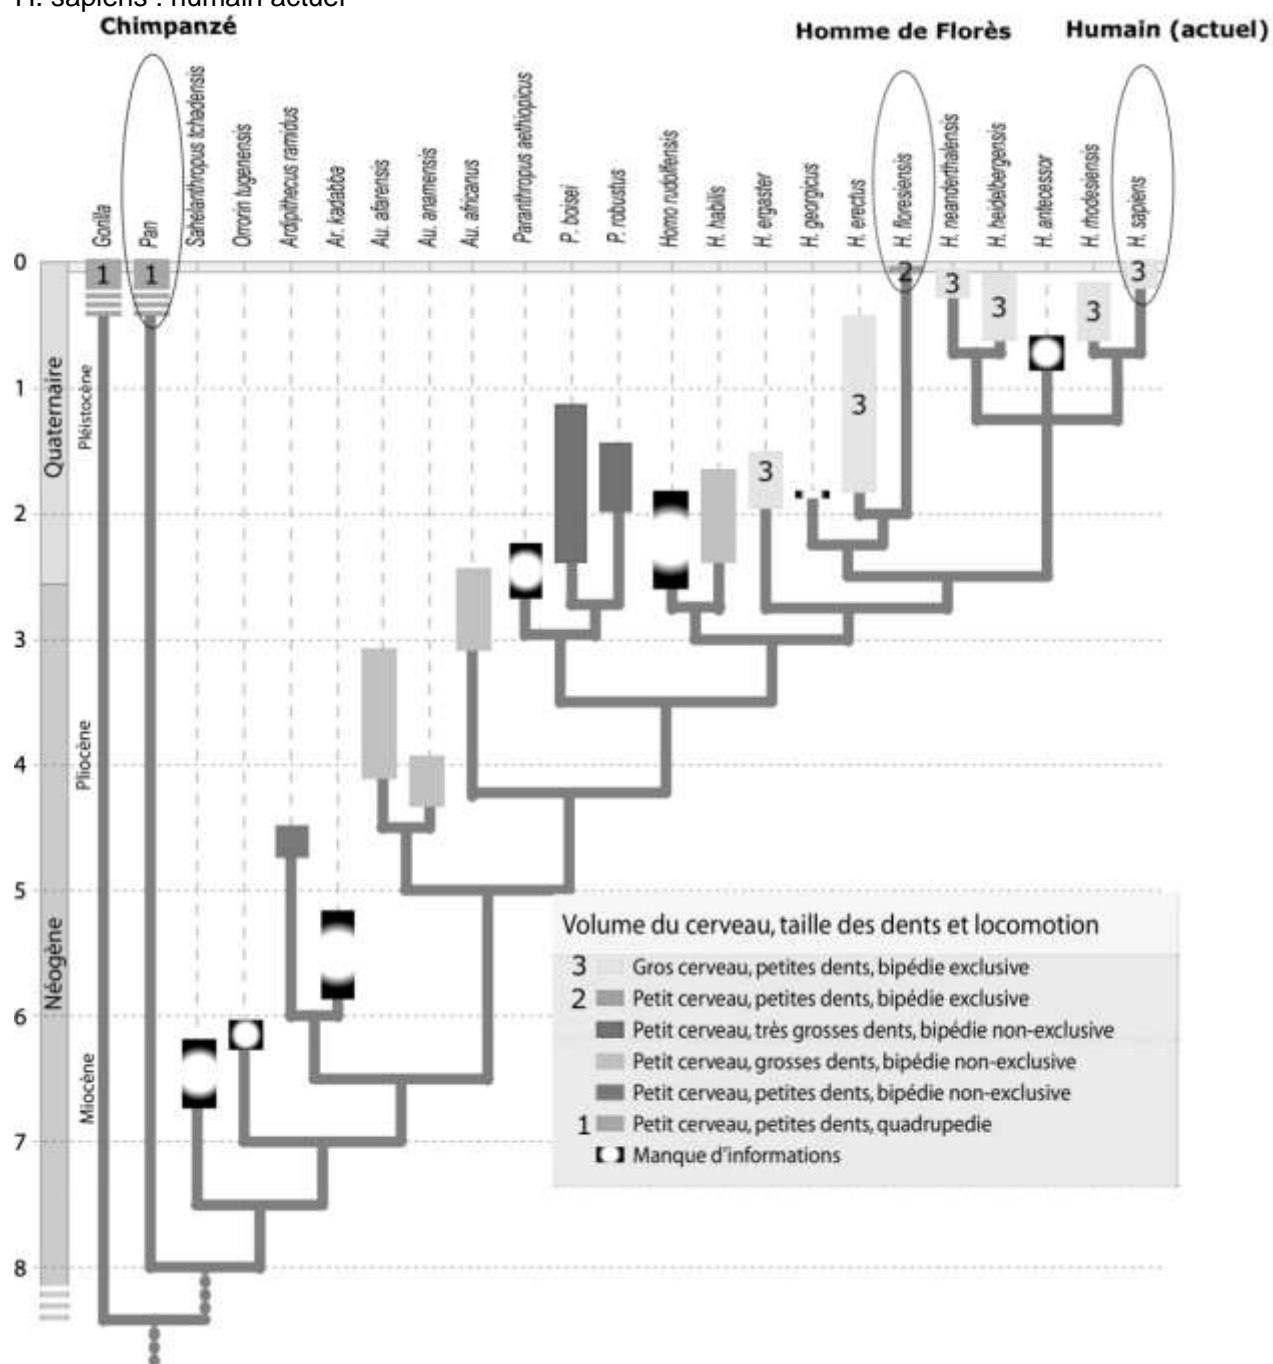 H. sapiens : humain actuel
Chimpanzé
Homme de Florès
Humain (actuel)
Gorilla
Pan
Sahelanthropus tchadensis
Orrorin tugenensis
Ardipithecus ramidus
Ar. kadabba
Au. afarensis
Au. anamensis
Au. africanus
Paranthropus aethiopicus
P. boisei
P. robustus
Homo rudolfensis
H. habilis
H. ergaster
H. georgicus
H. erectus
H. floresiensis
H. neanderthalensis
H. heidelbergensis
H. antecessor
H. rhodesiensis
H. sapiens
0
1
1
2
3
3
3
3
3
3
1
2
3
4
5
6
7
8
Quaternaire
Néogène
Pléistocène
Pliocène
Miocène
Volume du cerveau, taille des dents et locomotion
3 Gros cerveau, petites dents, bipédie exclusive
2 Petit cerveau, petites dents, bipédie exclusive
Petit cerveau, très grosses dents, bipédie non-exclusive
Petit cerveau, grosses dents, bipédie non-exclusive
Petit cerveau, petites dents, bipédie non-exclusive
1 Petit cerveau, petites dents, quadrupedie
Manque d'informations